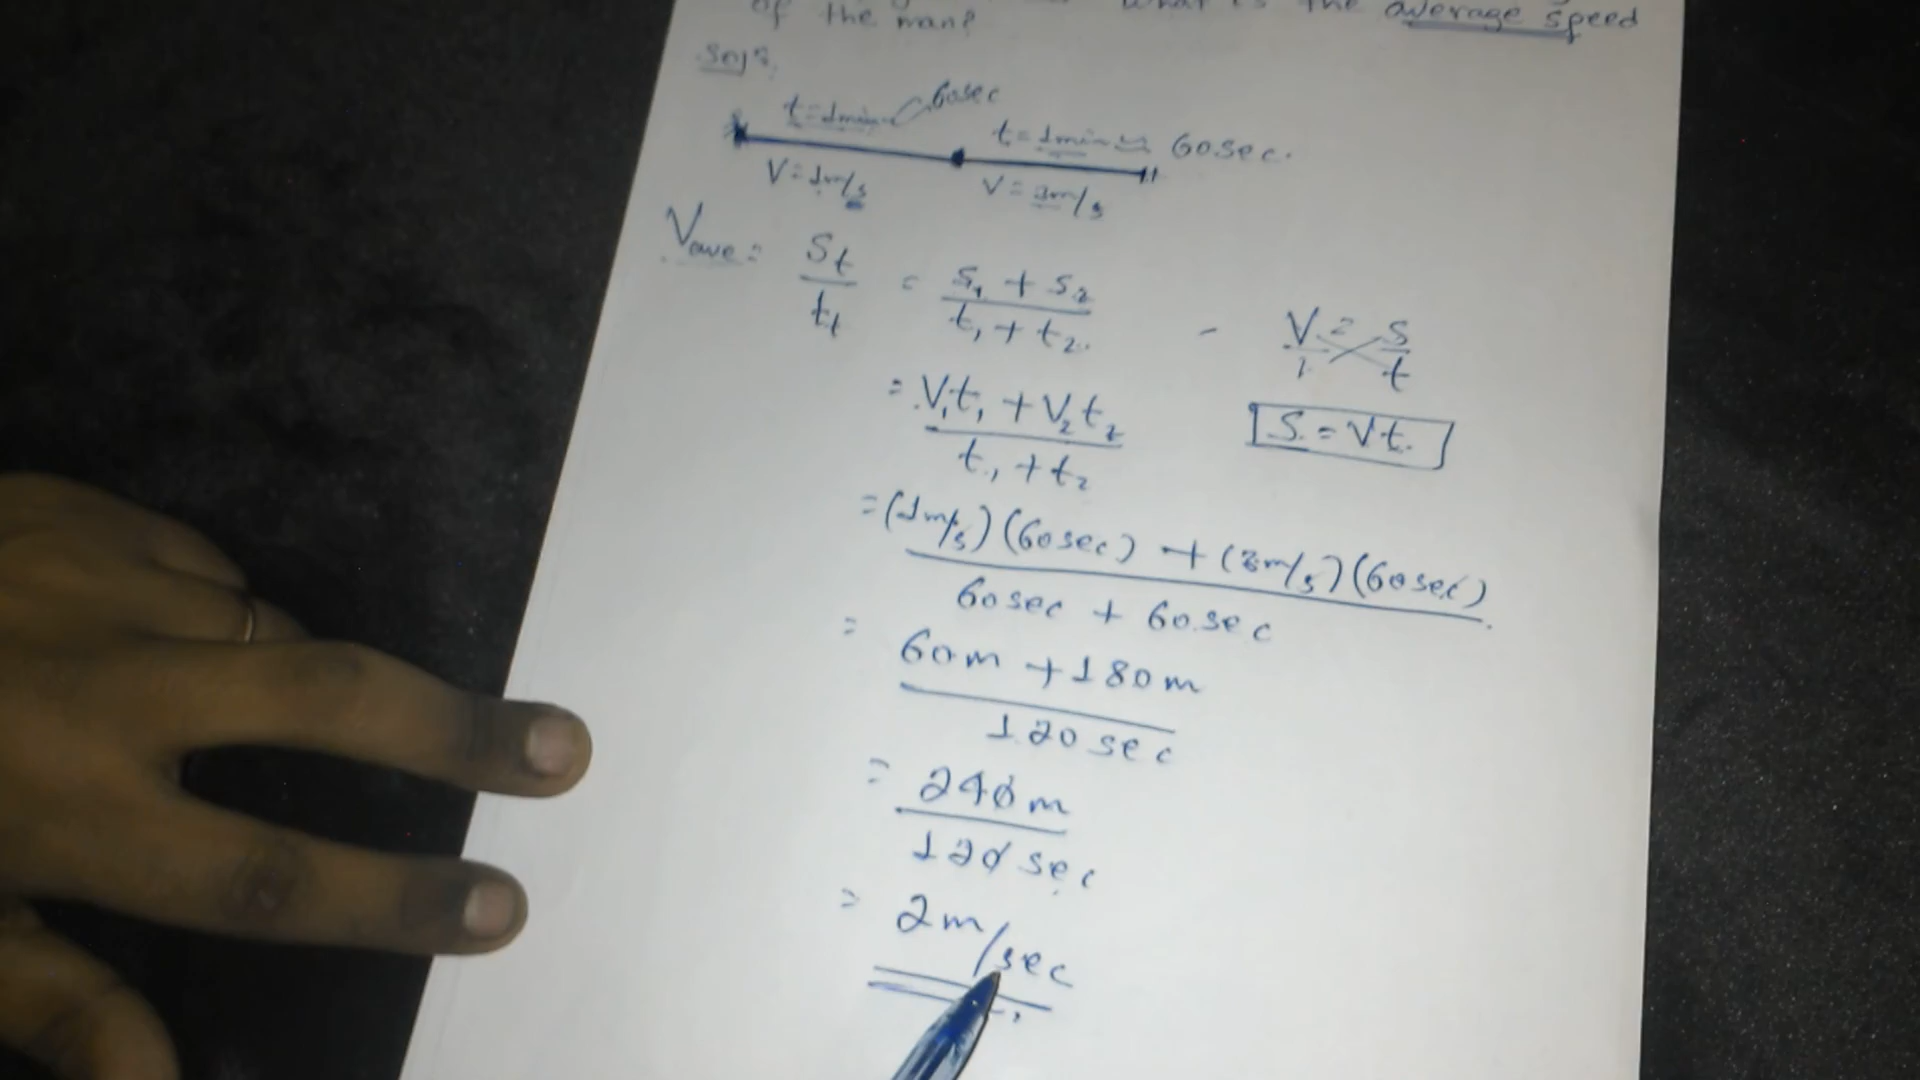 What is the average speed
of the man?
Soln.
t=1min 60sec
t=1min 60sec.
V=1m/s
V=3m/s
Vave= St/tt = S1 + S2/t1 + t2.
V/1 = S/t
= V1t1 + V2t2/t1 + t2
S=Vt.
=(1m/s)(60sec) + (3m/s)(60sec)/60sec + 60sec
= 60m + 180m/120sec
= 240m/120sec
= 2m/sec